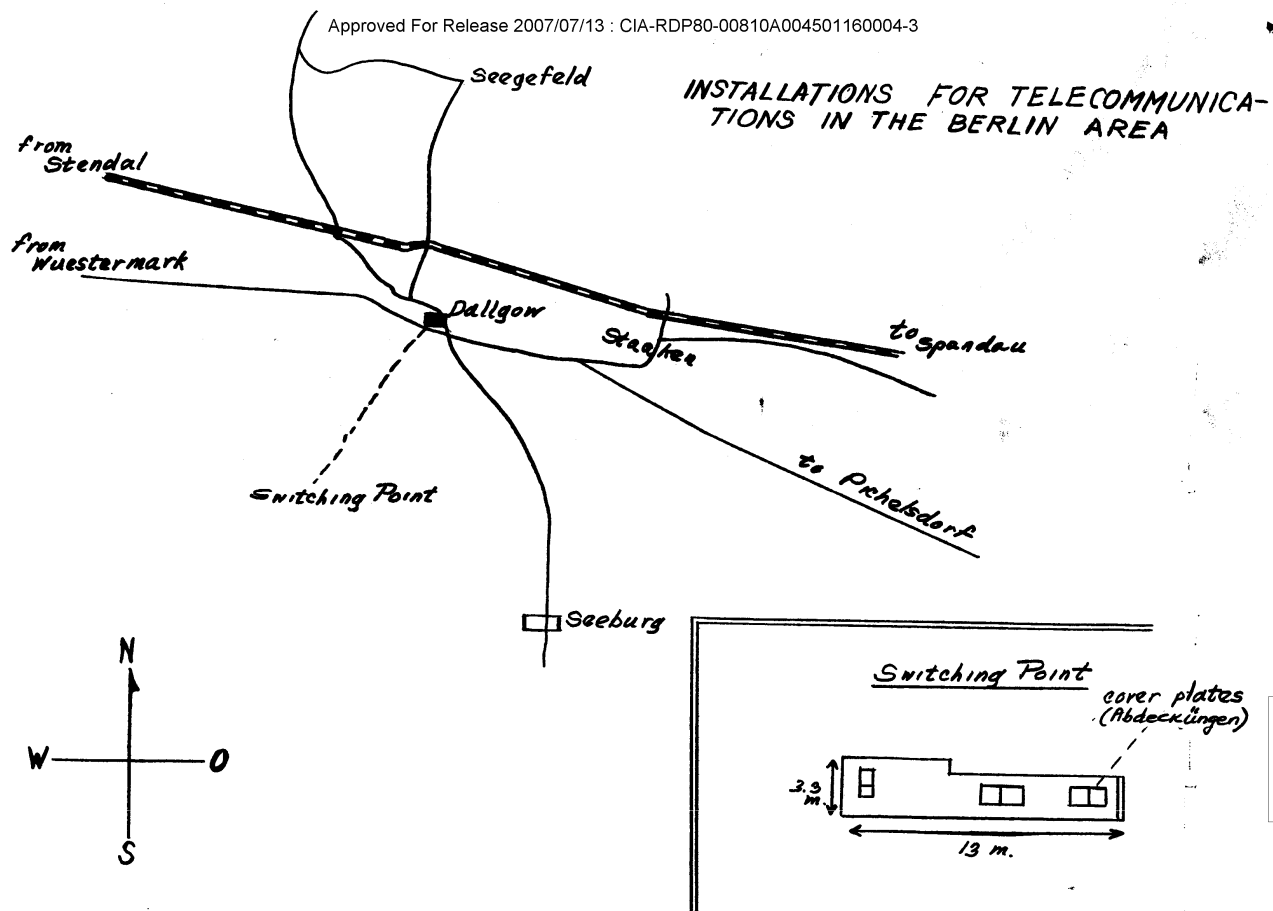 Approved For Release 2007/07/13 : CIA-RDP80-00810A004501160004-3
INSTALLATIONS FOR TELECOMMUNICA-
TIONS IN THE BERLIN AREA
Seegefeld
from
Stendal
from
Wuestermark
Dallgow
Staaken
to
Spandau
to Pichelsdorf
Switching Point
Seeburg
N
W
O
S
Switching Point
cover plates
(Abdeckūngen)
3.3
m.
13 m.